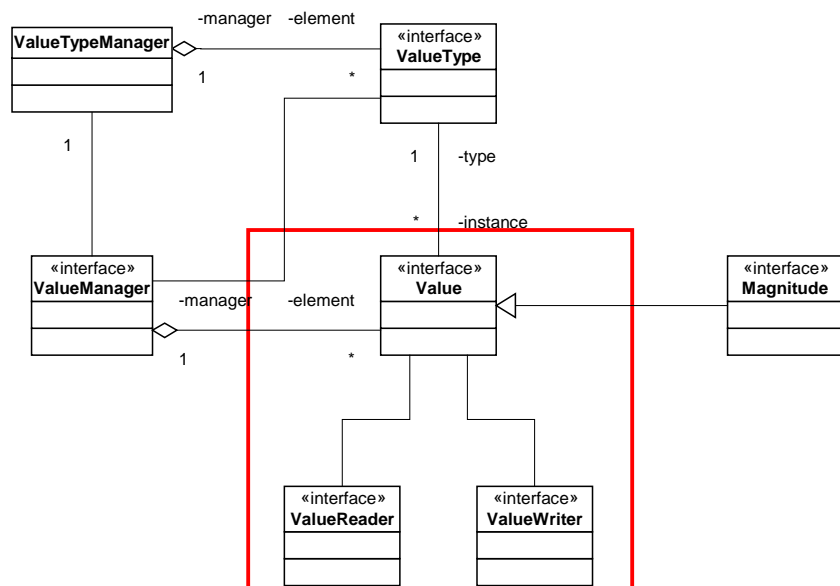 -manager -element
«interface»
ValueTypeManager
ValueType
1 *
1 1 -type
* -instance
«interface» «interface» «interface»
ValueManager Value Magnitude
-manager -element
1 *
«interface» «interface»
ValueReader ValueWriter